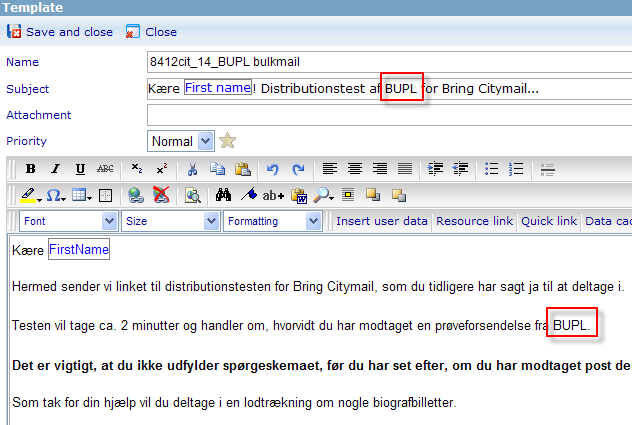 Template
Save and close Close
Name 8412cit_14_BUPL bulkmail
Subject Kære First name! Distributionstest af BUPL for Bring Citymail...
Attachment
Priority Normal
B I U ABC x₂ x²
ab+
Font Size Formatting Insert user data Resource link Quick link Data cac
Kære FirstName
Hermed sender vi linket til distributionstesten for Bring Citymail, som du tidligere har sagt ja til at deltage i.
Testen vil tage ca. 2 minutter og handler om, hvorvidt du har modtaget en prøveforsendelse fra BUPL.
Det er vigtigt, at du ikke udfylder spørgeskemaet, før du har set efter, om du har modtaget post de
Som tak for din hjælp vil du deltage i en lodtrækning om nogle biografbilletter.